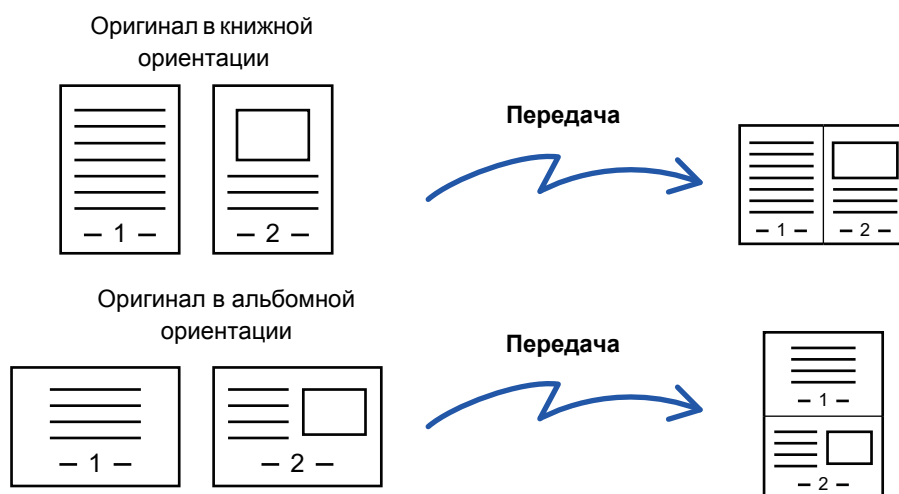 Оригинал в книжной
ориентации
Передача
– 1 –
– 2 –
– 1 –
– 2 –
Оригинал в альбомной
ориентации
Передача
– 1 –
– 2 –
– 1 –
– 2 –